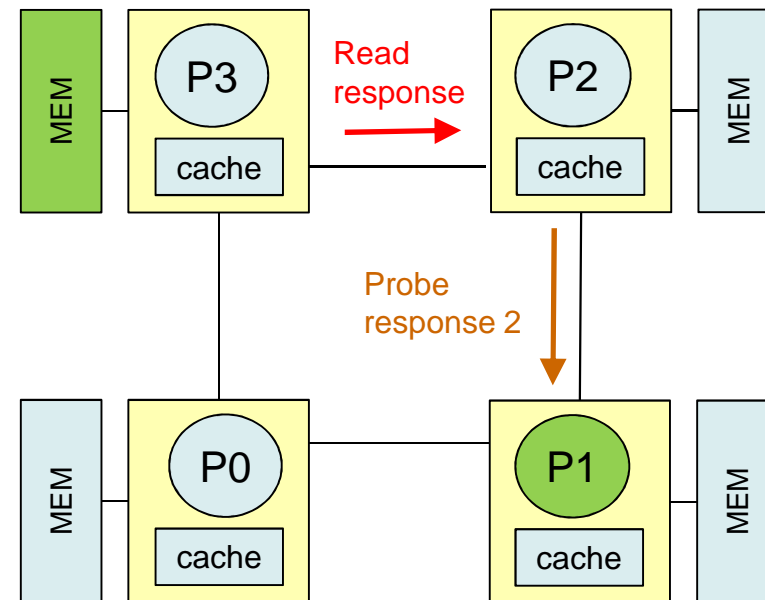 MEM
P3
cache
Read
response
P2
cache
MEM
Probe
response 2
MEM
P0
cache
P1
cache
MEM